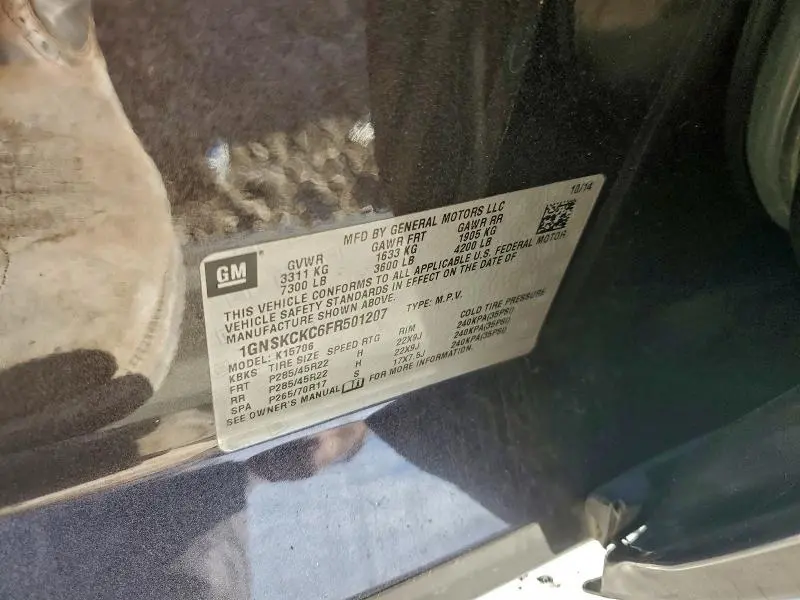 10/14
MFD BY GENERAL MOTORS LLC
GM
GVWR GAWR FRT GAWR RR
3311 KG 1633 KG 1905 KG
7300 LB 3600 LB 4200 LB
THIS VEHICLE CONFORMS TO ALL APPLICABLE U.S. FEDERAL MOTOR
VEHICLE SAFETY STANDARDS IN EFFECT ON THE DATE OF
MANUFACTURE SHOWN ABOVE.
1GNSKCKC6FR501207 TYPE: M.P.V.
MODEL: K15706
KBKS TIRE SIZE SPEED RTG RIM COLD TIRE PRESSURE
FRT P285/45R22 H 22X9J 240KPA(35PSI)
RR P285/45R22 H 22X9J 240KPA(35PSI)
SPA P265/70R17 S 17X7.5J 240KPA(35PSI)
SEE OWNER'S MANUAL FOR MORE INFORMATION.